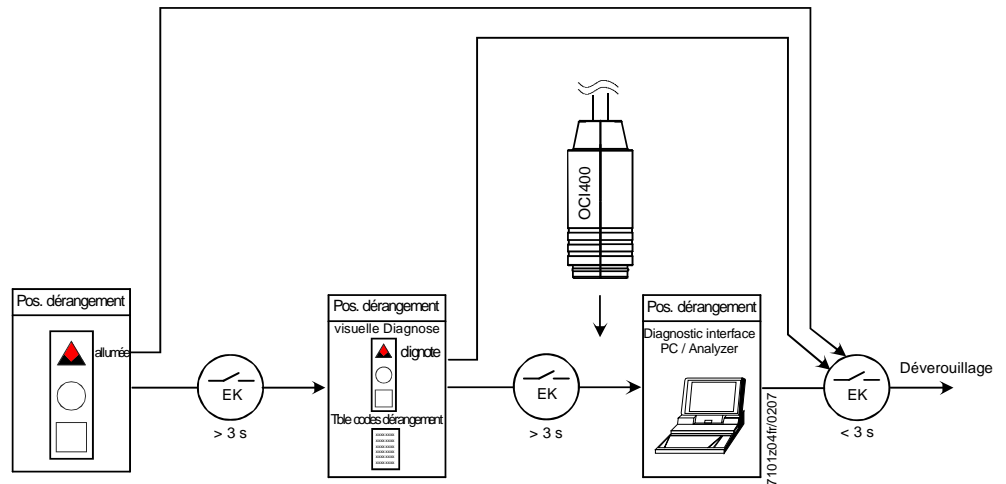 OCI400
Pos. dérangement
allumée
EK
> 3 s
Pos. dérangement
visuelle Diagnose
clignote
Tble codes dérangement
EK
> 3 s
Pos. dérangement
Diagnostic interface
PC / Analyzer
7101z04fr/0207
EK
< 3 s
Déverouillage